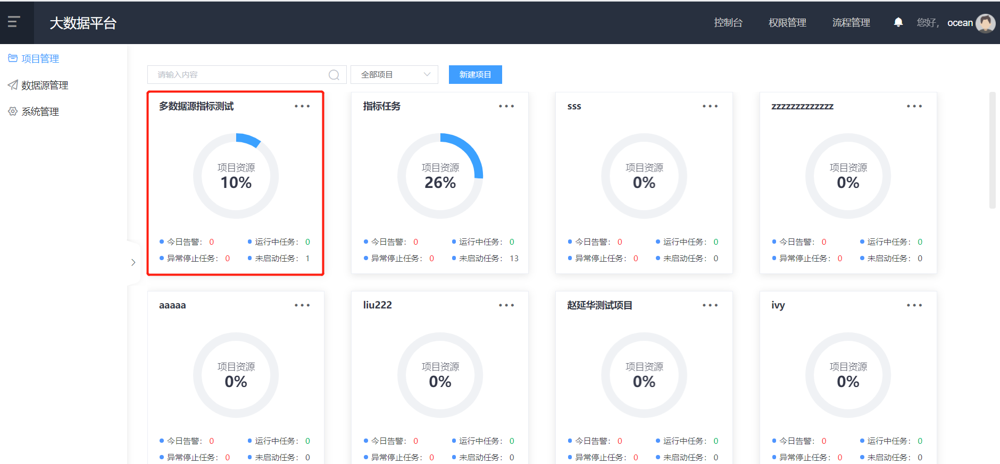 大数据平台
控制台 权限管理 流程管理 您好, ocean
项目管理
数据源管理
系统管理
请输入内容 全部项目 新建项目
多数据源指标测试
项目资源
10%
今日告警: 0 运行中任务: 0
异常停止任务: 0 未启动任务: 1
指标任务
项目资源
26%
今日告警: 0 运行中任务: 0
异常停止任务: 0 未启动任务: 13
sss
项目资源
0%
今日告警: 0 运行中任务: 0
异常停止任务: 0 未启动任务: 0
zzzzzzzzzzzzz
项目资源
0%
今日告警: 0 运行中任务: 0
异常停止任务: 0 未启动任务: 0
aaaaa
项目资源
0%
今日告警: 0 运行中任务: 0
异常停止任务: 0 未启动任务: 0
liu222
项目资源
0%
今日告警: 0 运行中任务: 0
异常停止任务: 0 未启动任务: 0
赵延华测试项目
项目资源
0%
今日告警: 0 运行中任务: 0
异常停止任务: 0 未启动任务: 0
ivy
项目资源
0%
今日告警: 0 运行中任务: 0
异常停止任务: 0 未启动任务: 0